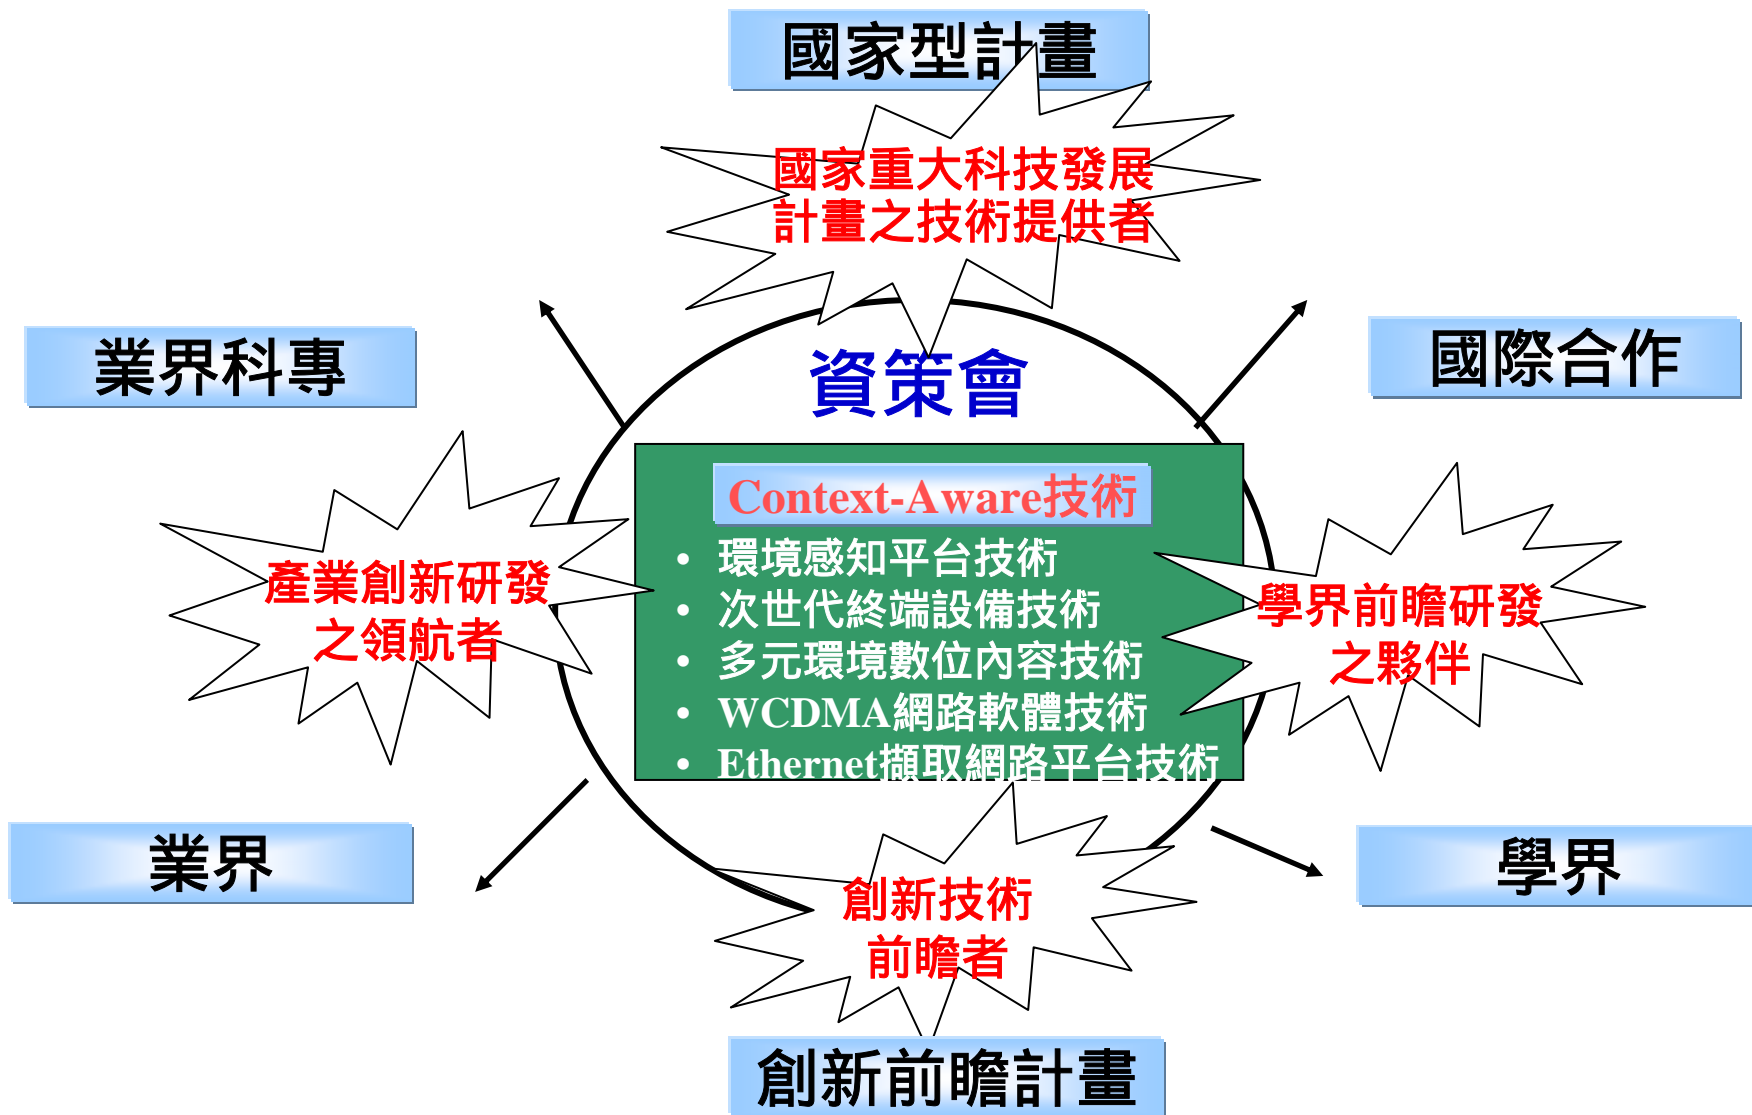 國家型計畫
國家重大科技發展
計畫之技術提供者
業界科專
國際合作
資策會
Context-Aware技術
• 環境感知平台技術
• 次世代終端設備技術
• 多元環境數位內容技術
• WCDMA網路軟體技術
• Ethernet擷取網路平台技術
產業創新研發
之領航者
學界前瞻研發
之夥伴
業界
學界
創新技術
前瞻者
創新前瞻計畫